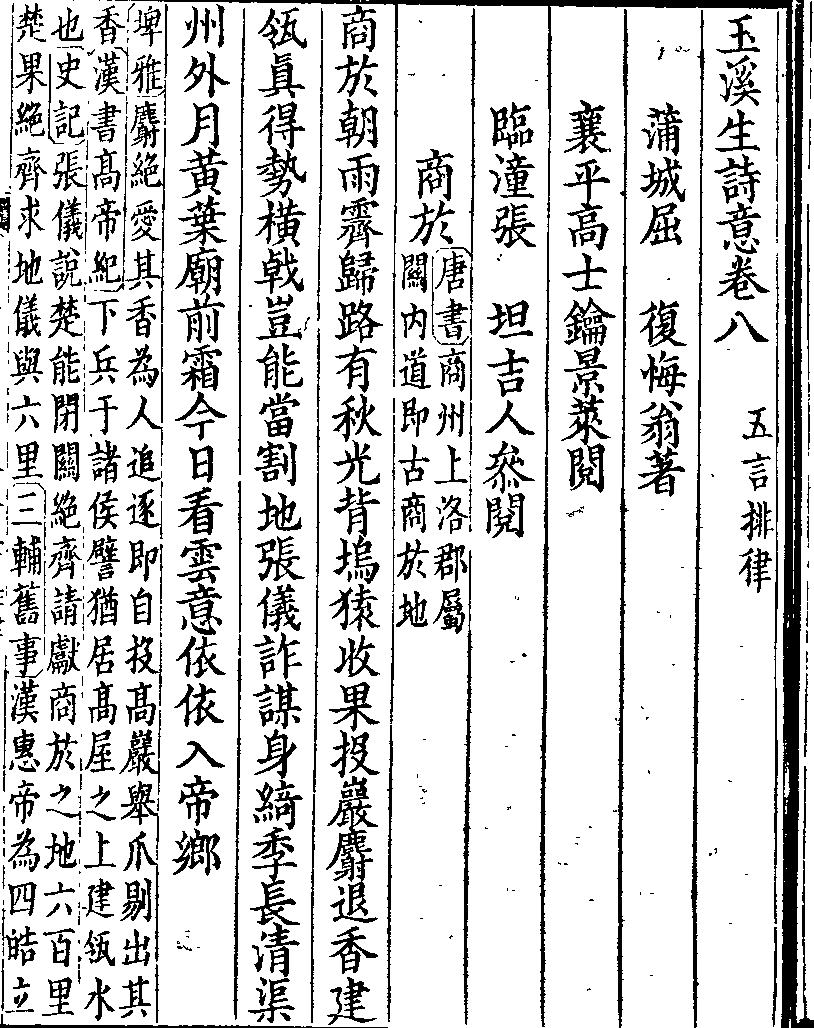 玉溪生詩意卷八 五言排律
蒲城屈 復悔翁著
襄平高士鑰景萊閱
臨潼張 坦吉人叅閱
商於
唐書商州上洛郡屬
關内道即古商於地
商於朝雨霽歸路有秋光背塢猿收果投巖麝退香建
瓴真得勢橫戟豈能當割地張儀詐謀身綺季長清渠
州外月黃葉廟前霜今日看雲意依依入帝鄉
埤雅麝絶愛其香為人追逐即自投高巖舉爪剔出其
香漢書高帝紀下兵于諸侯譬猶居高屋之上建瓴水
也史記張儀說楚能閉關絶齊請獻商於之地六百里
楚果絶齊求地儀與六里三輔舊事漢惠帝為四皓立